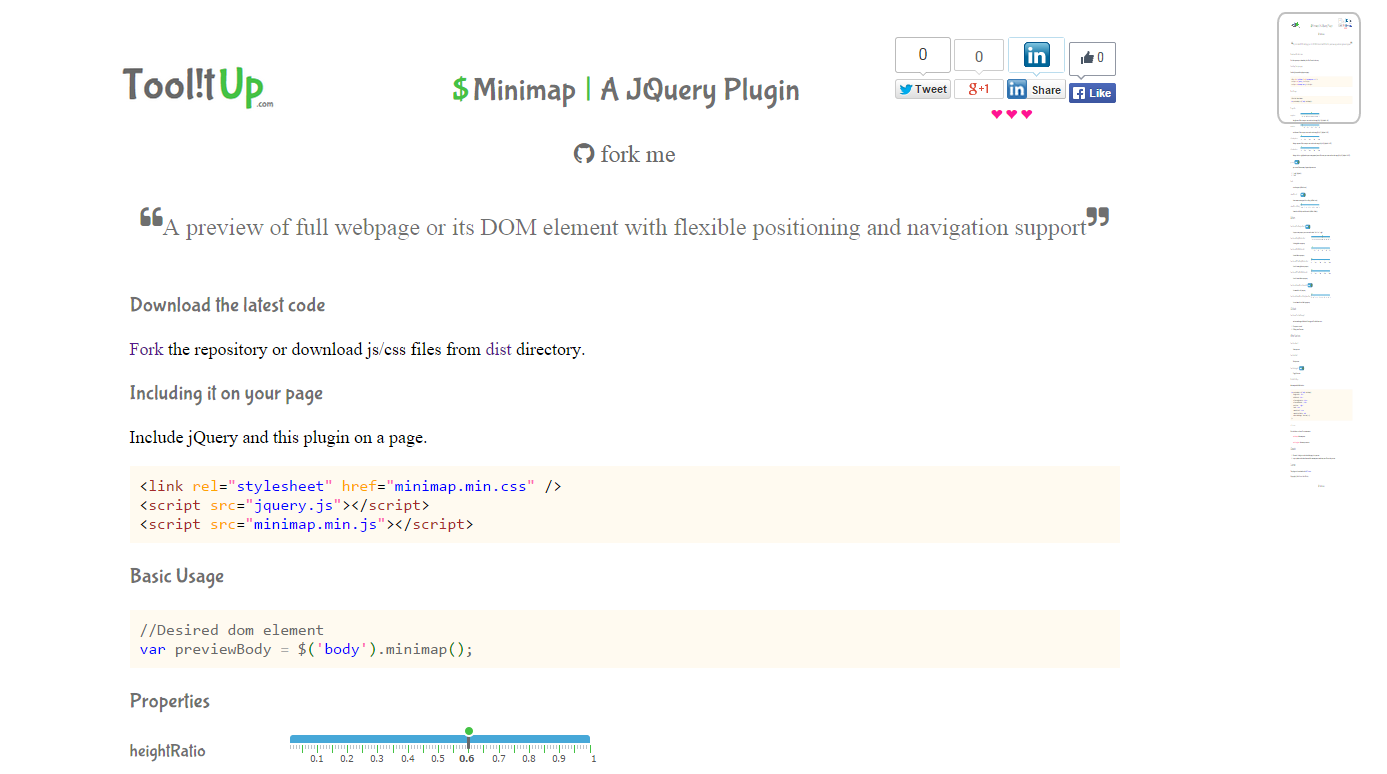 Tool!tUp.com
$ Minimap | A JQuery Plugin
0 0 0
Tweet g+1 in Share Like
in
fork me
“A preview of full webpage or its DOM element with flexible positioning and navigation support”
Download the latest code
Fork the repository or download js/css files from dist directory.
Including it on your page
Include jQuery and this plugin on a page.
<link rel="stylesheet" href="minimap.min.css" />
<script src="jquery.js"></script>
<script src="minimap.min.js"></script>
Basic Usage
//Desired dom element
var previewBody = $('body').minimap();
Properties
heightRatio
0.1 0.2 0.3 0.4 0.5 0.6 0.7 0.8 0.9 1